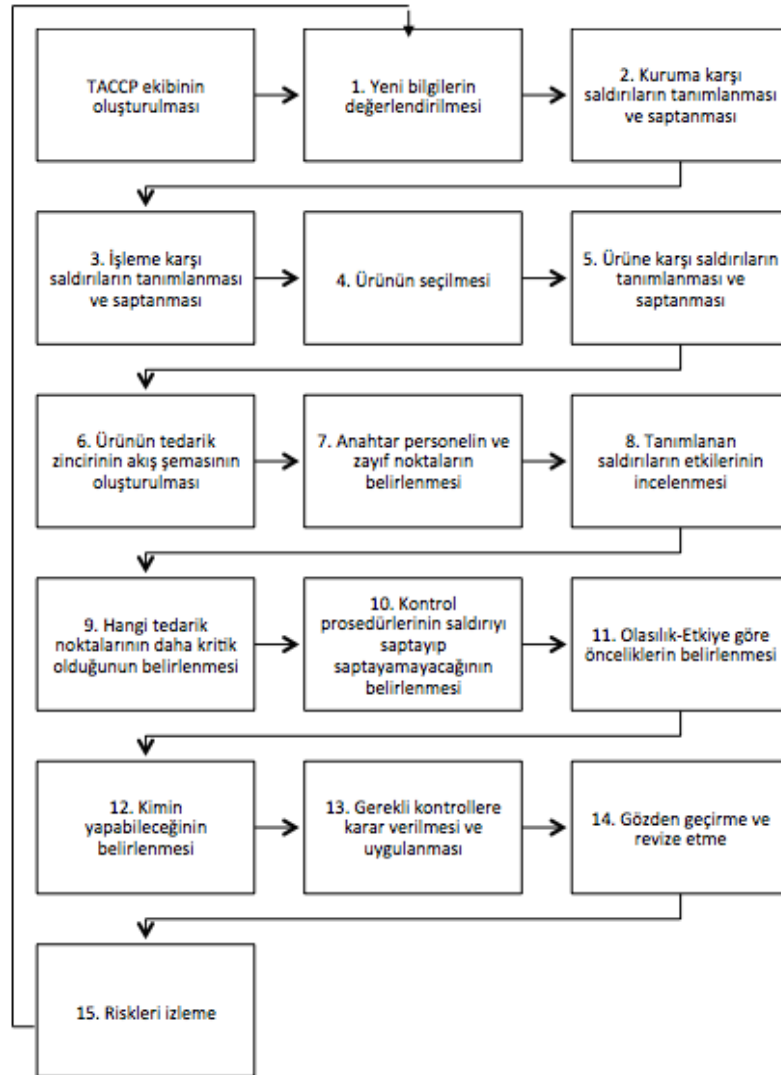 TACCP ekibinin
oluşturulması
1. Yeni bilgilerin
değerlendirilmesi
2. Kuruma karşı
saldırıların tanımlanması
ve saptanması
3. İşleme karşı
saldırıların tanımlanması
ve saptanması
4. Ürünün seçilmesi
5. Ürüne karşı saldırıların
tanımlanması ve
saptanması
6. Ürünün tedarik
zincirinin akış şemasının
oluşturulması
7. Anahtar personelin ve
zayıf noktaların
belirlenmesi
8. Tanımlanan
saldırıların etkilerinin
incelenmesi
9. Hangi tedarik
noktalarının daha kritik
olduğunun belirlenmesi
10. Kontrol
prosedürlerinin saldırıyı
saptayıp
saptayamayacağının
belirlenmesi
11. Olasılık-Etkiye göre
önceliklerin belirlenmesi
12. Kimin
yapabileceğinin
belirlenmesi
13. Gerekli kontrollere
karar verilmesi ve
uygulanması
14. Gözden geçirme ve
revize etme
15. Riskleri izleme